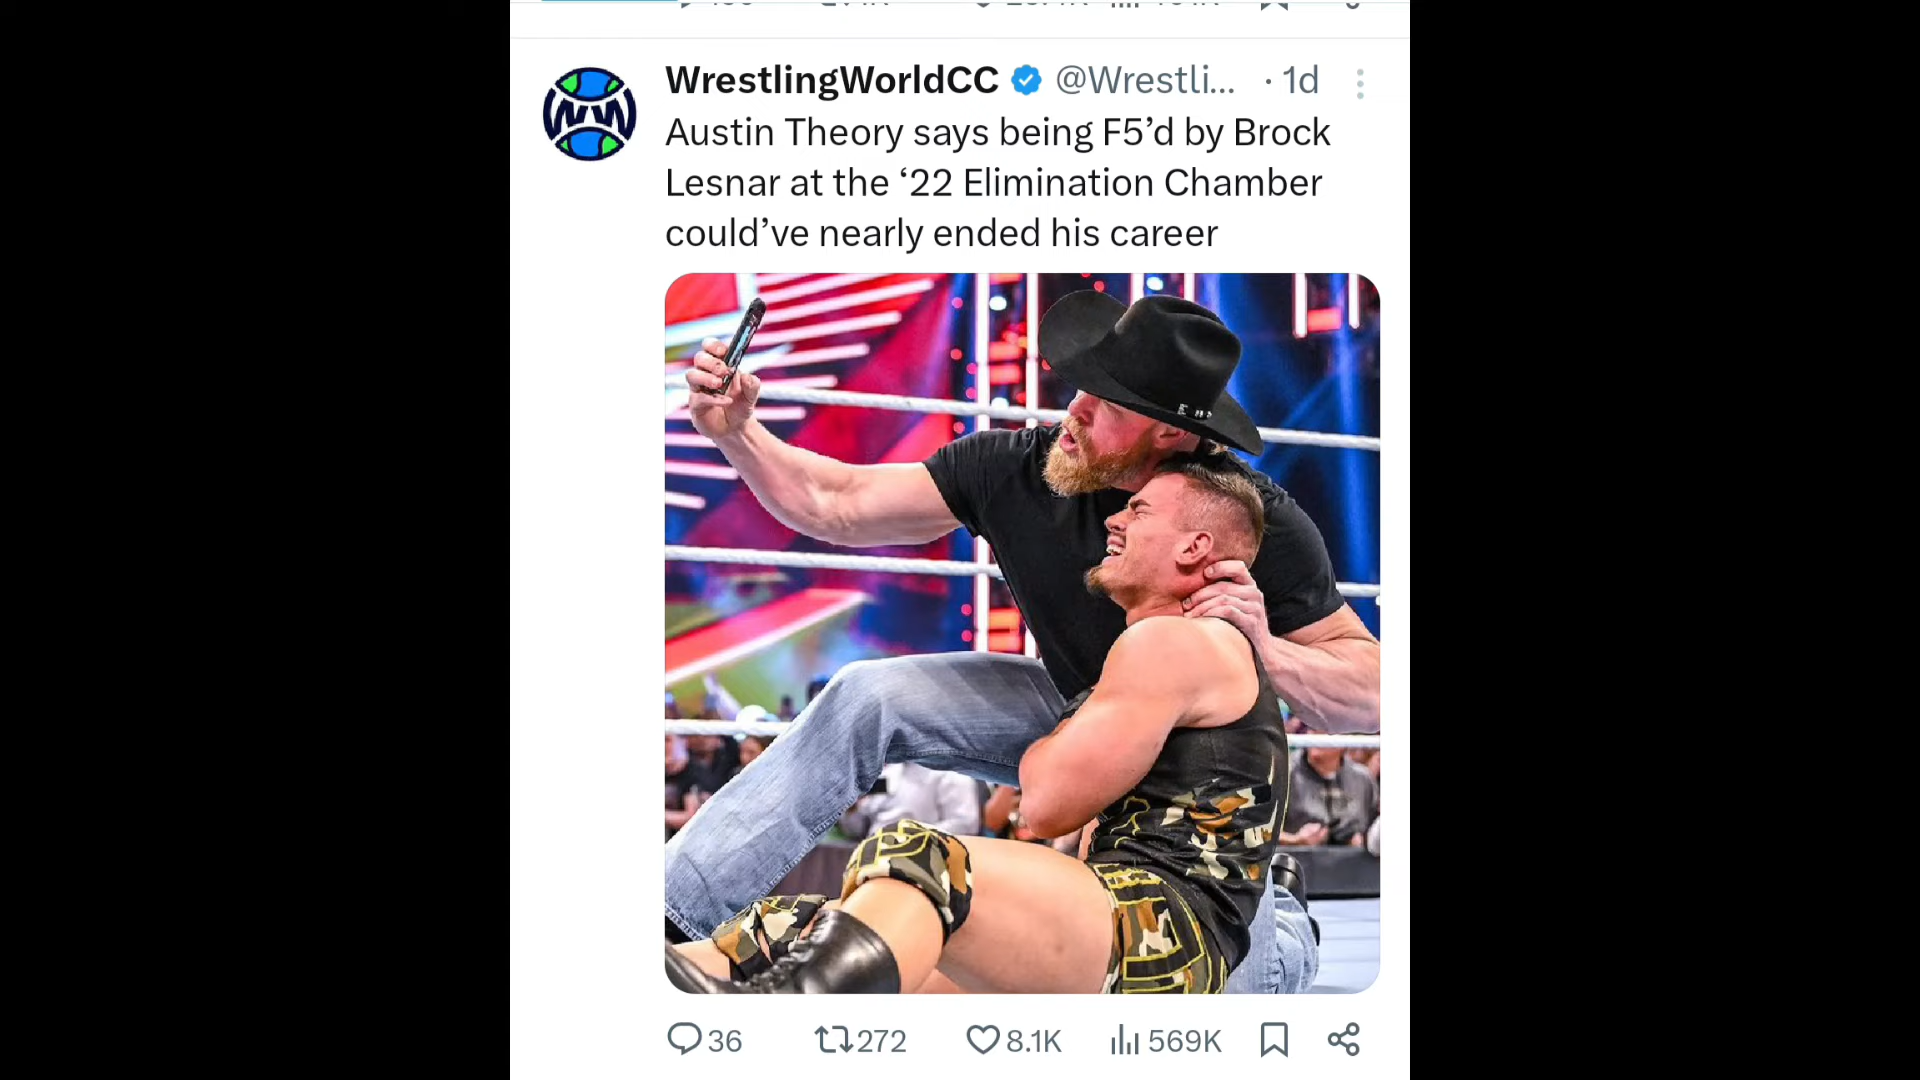 WrestlingWorldCC @Wrestli... · 1d
Austin Theory says being F5’d by Brock
Lesnar at the ‘22 Elimination Chamber
could’ve nearly ended his career
36 272 8.1K 569K